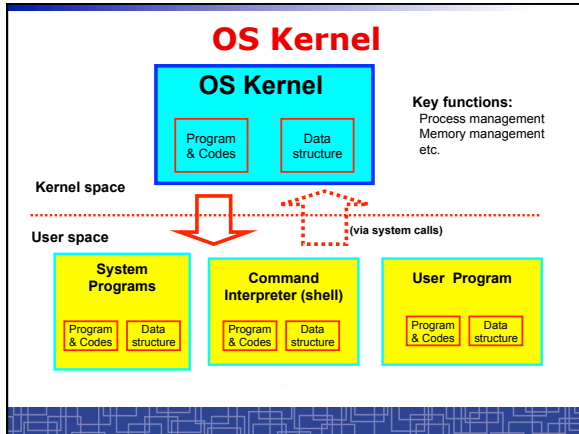 OS Kernel
OS Kernel
Program
& Codes
Data
structure
Key functions:
Process management
Memory management
etc.
Kernel space
User space
(via system calls)
System
Programs
Program
& Codes
Data
structure
Command
Interpreter (shell)
Program
& Codes
Data
structure
User Program
Program
& Codes
Data
structure